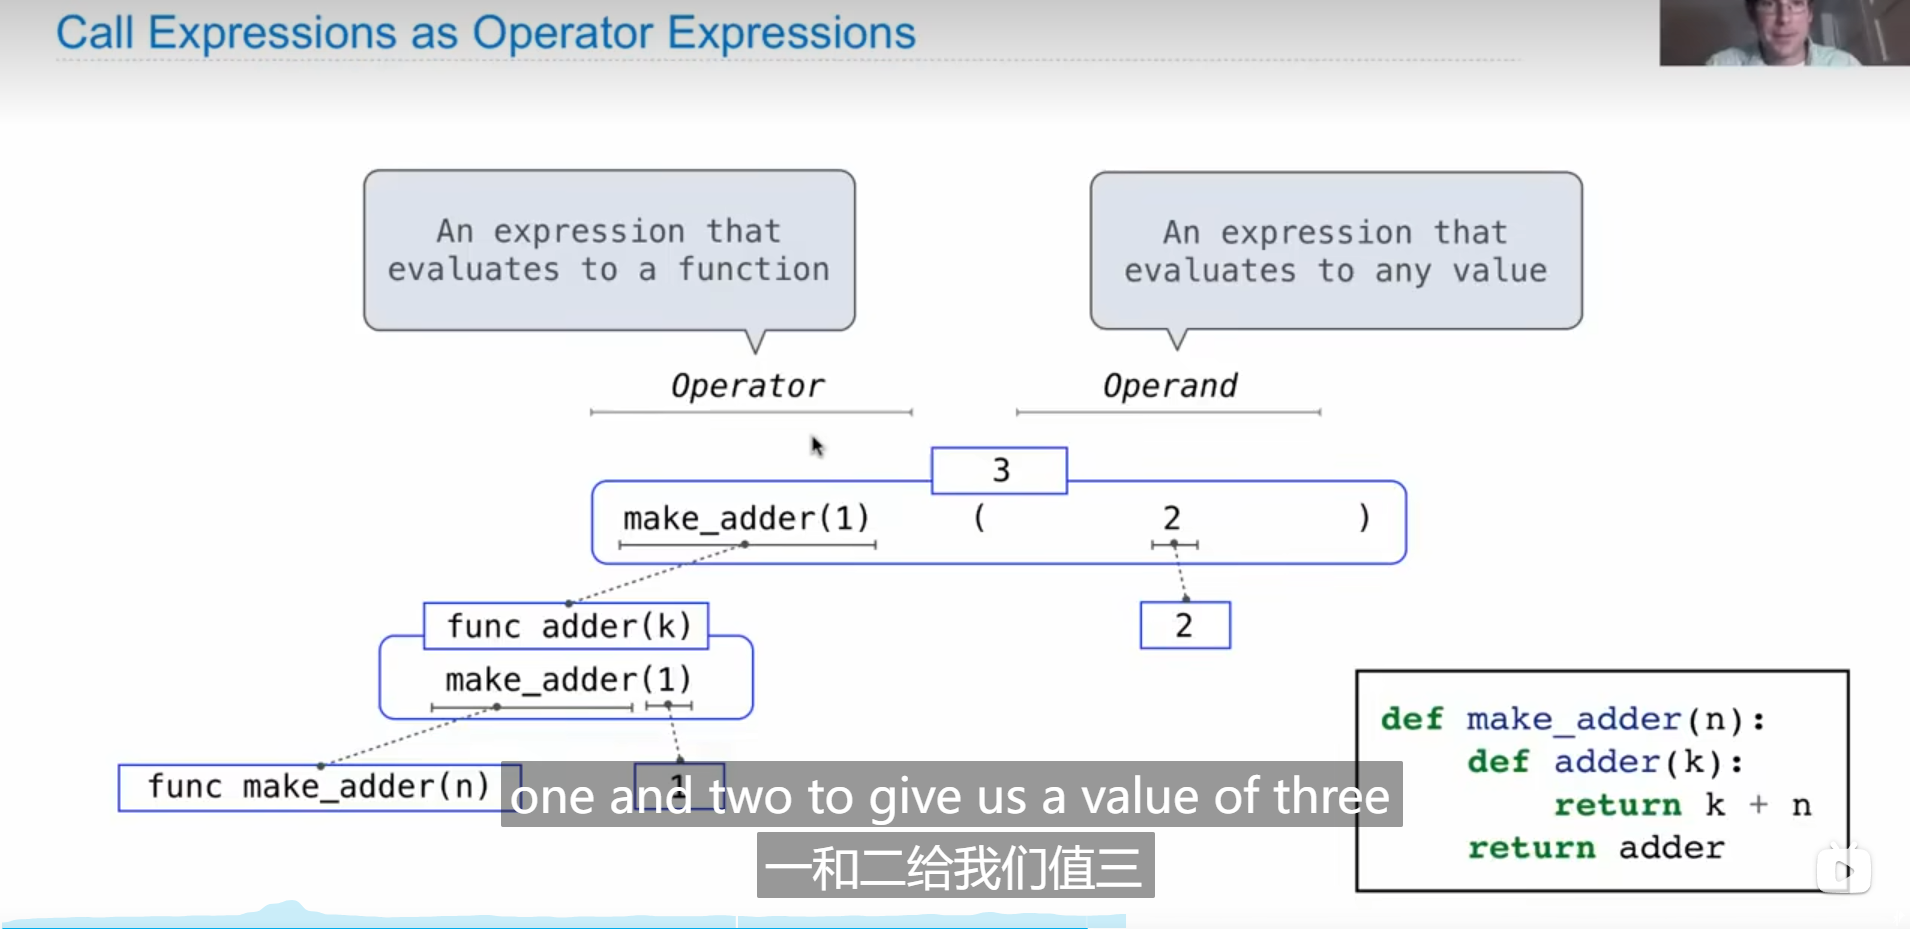 Call Expressions as Operator Expressions
An expression that
evaluates to a function
An expression that
evaluates to any value
Operator
Operand
3
make_adder(1) ( 2 )
func adder(k)
2
make_adder(1)
func make_adder(n)
1
def make_adder(n):
def adder(k):
return k + n
return adder
one and two to give us a value of three
一和二给我们值三